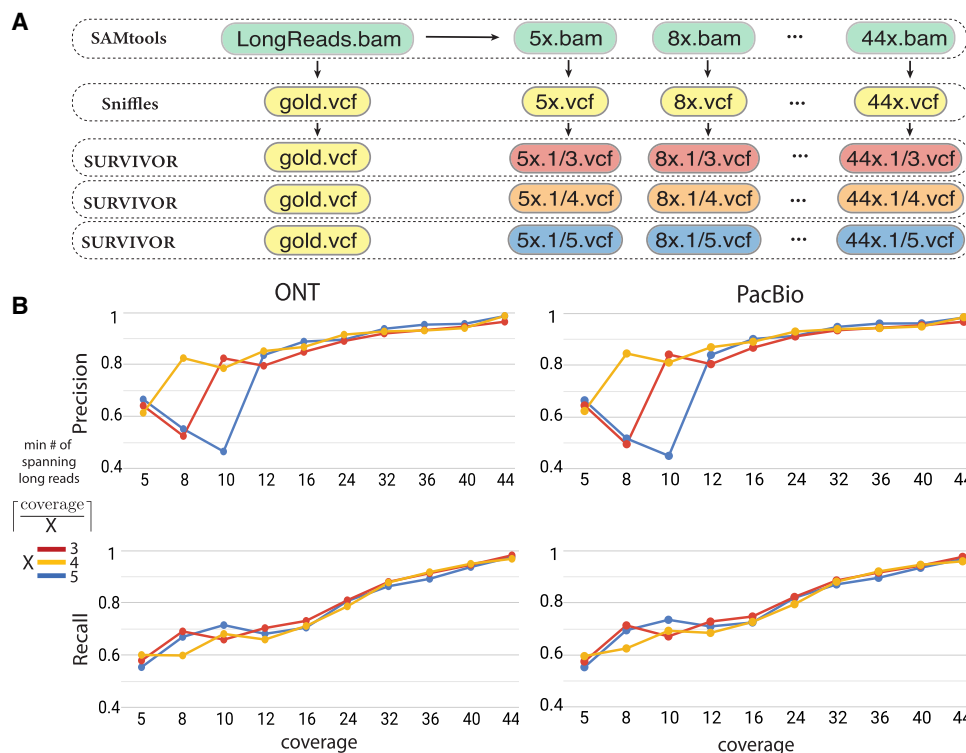 A
SAMtools LongReads.bam 5x.bam 8x.bam ... 44x.bam
Sniffles gold.vcf 5x.vcf 8x.vcf ... 44x.vcf
SURVIVOR gold.vcf 5x.1/3.vcf 8x.1/3.vcf ... 44x.1/3.vcf
SURVIVOR gold.vcf 5x.1/4.vcf 8x.1/4.vcf ... 44x.1/4.vcf
SURVIVOR gold.vcf 5x.1/5.vcf 8x.1/5.vcf ... 44x.1/5.vcf
B
ONT
PacBio
Precision
1
0.8
0.6
0.4
5 8 10 12 16 24 32 36 40 44
Precision
1
0.8
0.6
0.4
5 8 10 12 16 24 32 36 40 44
min # of
spanning
long reads
coverage
X
X
3
4
5
Recall
1
0.8
0.6
0.4
5 8 10 12 16 24 32 36 40 44
coverage
Recall
1
0.8
0.6
0.4
5 8 10 12 16 24 32 36 40 44
coverage